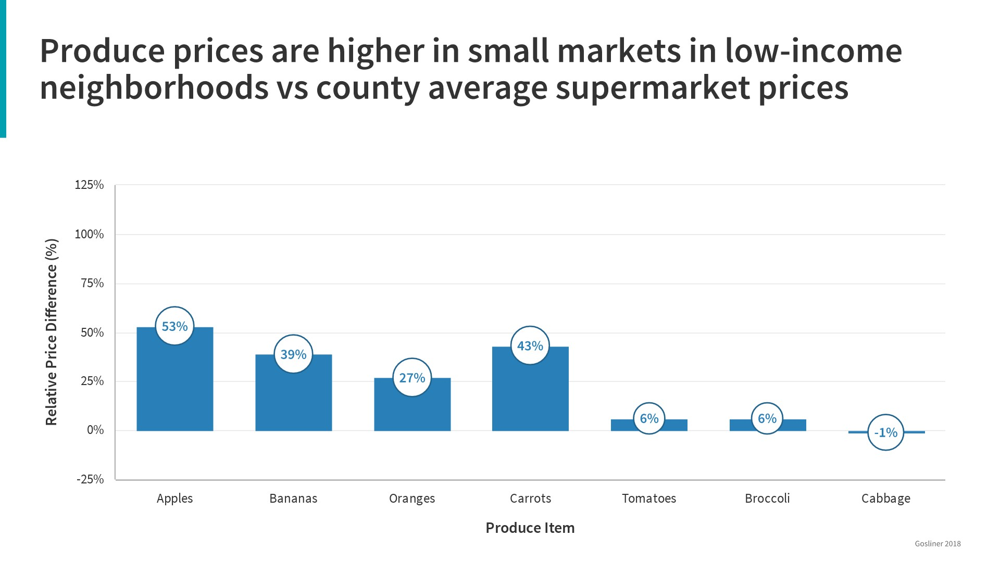 Produce prices are higher in small markets in low-income
neighborhoods vs county average supermarket prices
Relative Price Difference (%)
125%
100%
75%
50%
25%
0%
-25%
53%
39%
27%
43%
6%
6%
-1%
Apples
Bananas
Oranges
Carrots
Tomatoes
Broccoli
Cabbage
Produce Item
Gosliner 2018